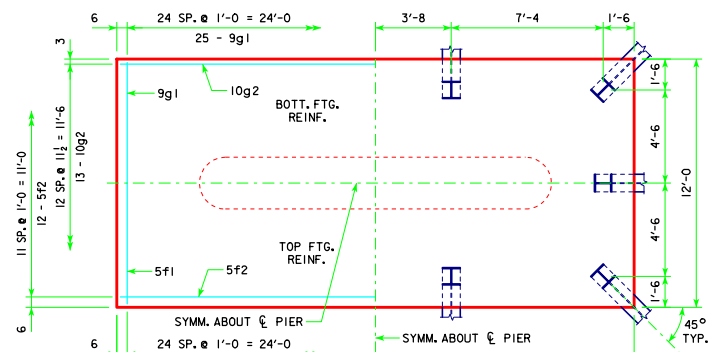 6
24 SP. @ 1'-0 = 24'-0
25 - 9g1
3'-8
7'-4
1'-6
3
9g1
10g2
BOTT. FTG.
REINF.
1'-6
4'-6
12'-0
4'-6
1'-6
11 SP. @ 1'-0 = 11'-0
12 - 5f2
12 SP. @ 11½ = 11'-6
13 - 10g2
TOP FTG.
REINF.
5f1
5f2
6
SYMM. ABOUT ℄ PIER
SYMM. ABOUT ℄ PIER
45°
TYP.
6
24 SP. @ 1'-0 = 24'-0